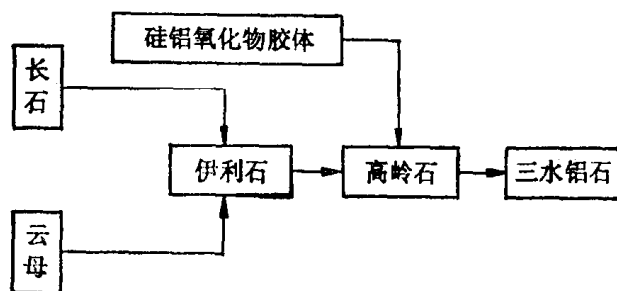 硅铝氧化物胶体
长石
伊利石
高岭石
三水铝石
云母